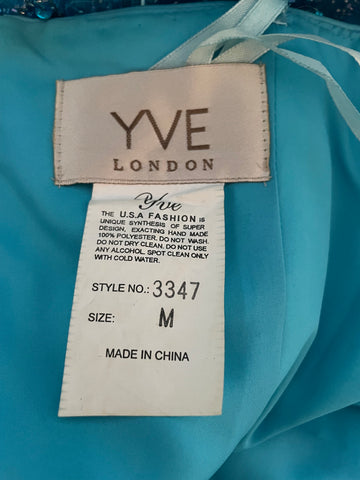 YVE
LONDON
Yve
THE U.S.A FASHION IS
UNIQUE SYNTHESIS OF SUPER
DESIGN, EXACTING HAND MADE
100% POLYESTER. DO NOT WASH.
DO NOT DRY CLEAN. DO NOT USE
ANY ALCOHOL. SPOT CLEAN ONLY
WITH COLD WATER.
STYLE NO.: 3347
SIZE: M
MADE IN CHINA